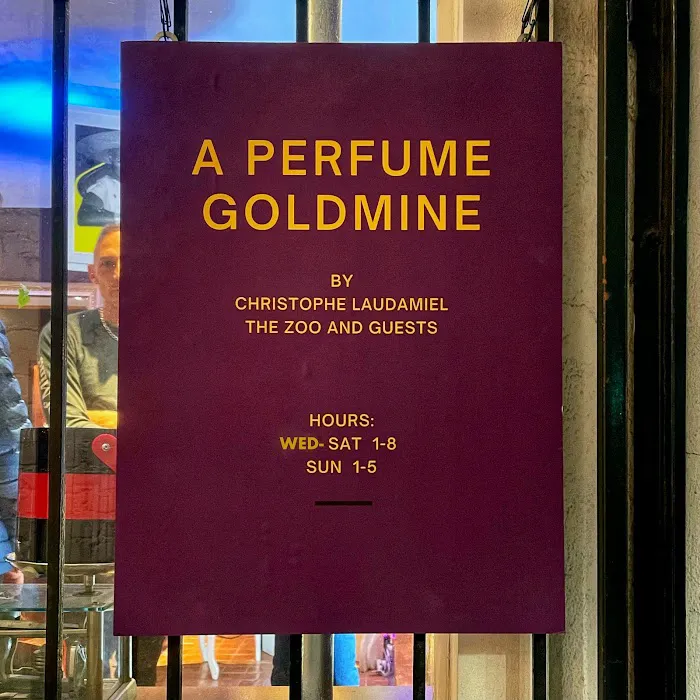 A PERFUME
GOLDMINE
BY
CHRISTOPHE LAUDAMIEL
THE ZOO AND GUESTS
HOURS:
WED- SAT 1-8
SUN 1-5